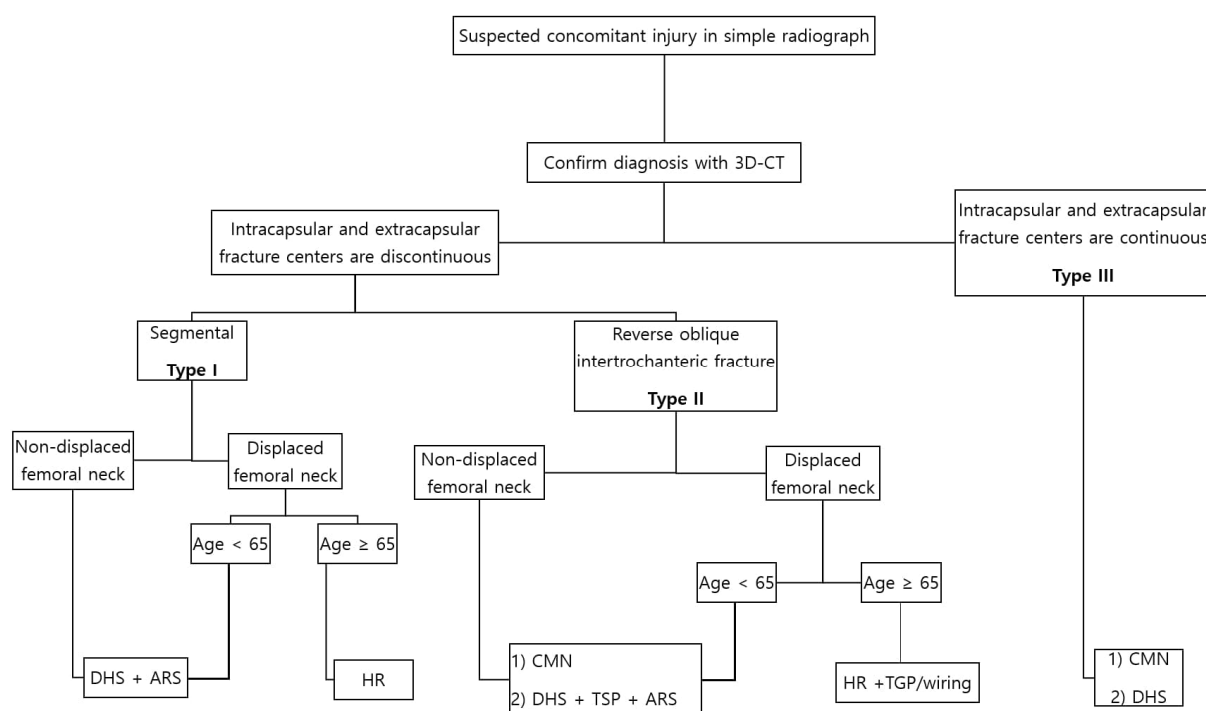 Suspected concomitant injury in simple radiograph
Confirm diagnosis with 3D-CT
Intracapsular and extracapsular
fracture centers are discontinuous
Intracapsular and extracapsular
fracture centers are continuous
Type III
Segmental
Type I
Reverse oblique
intertrochanteric fracture
Type II
Non-displaced
femoral neck
Displaced
femoral neck
Non-displaced
femoral neck
Displaced
femoral neck
Age < 65
Age ≥ 65
Age < 65
Age ≥ 65
DHS + ARS
HR
1) CMN
2) DHS + TSP + ARS
HR +TGP/wiring
1) CMN
2) DHS